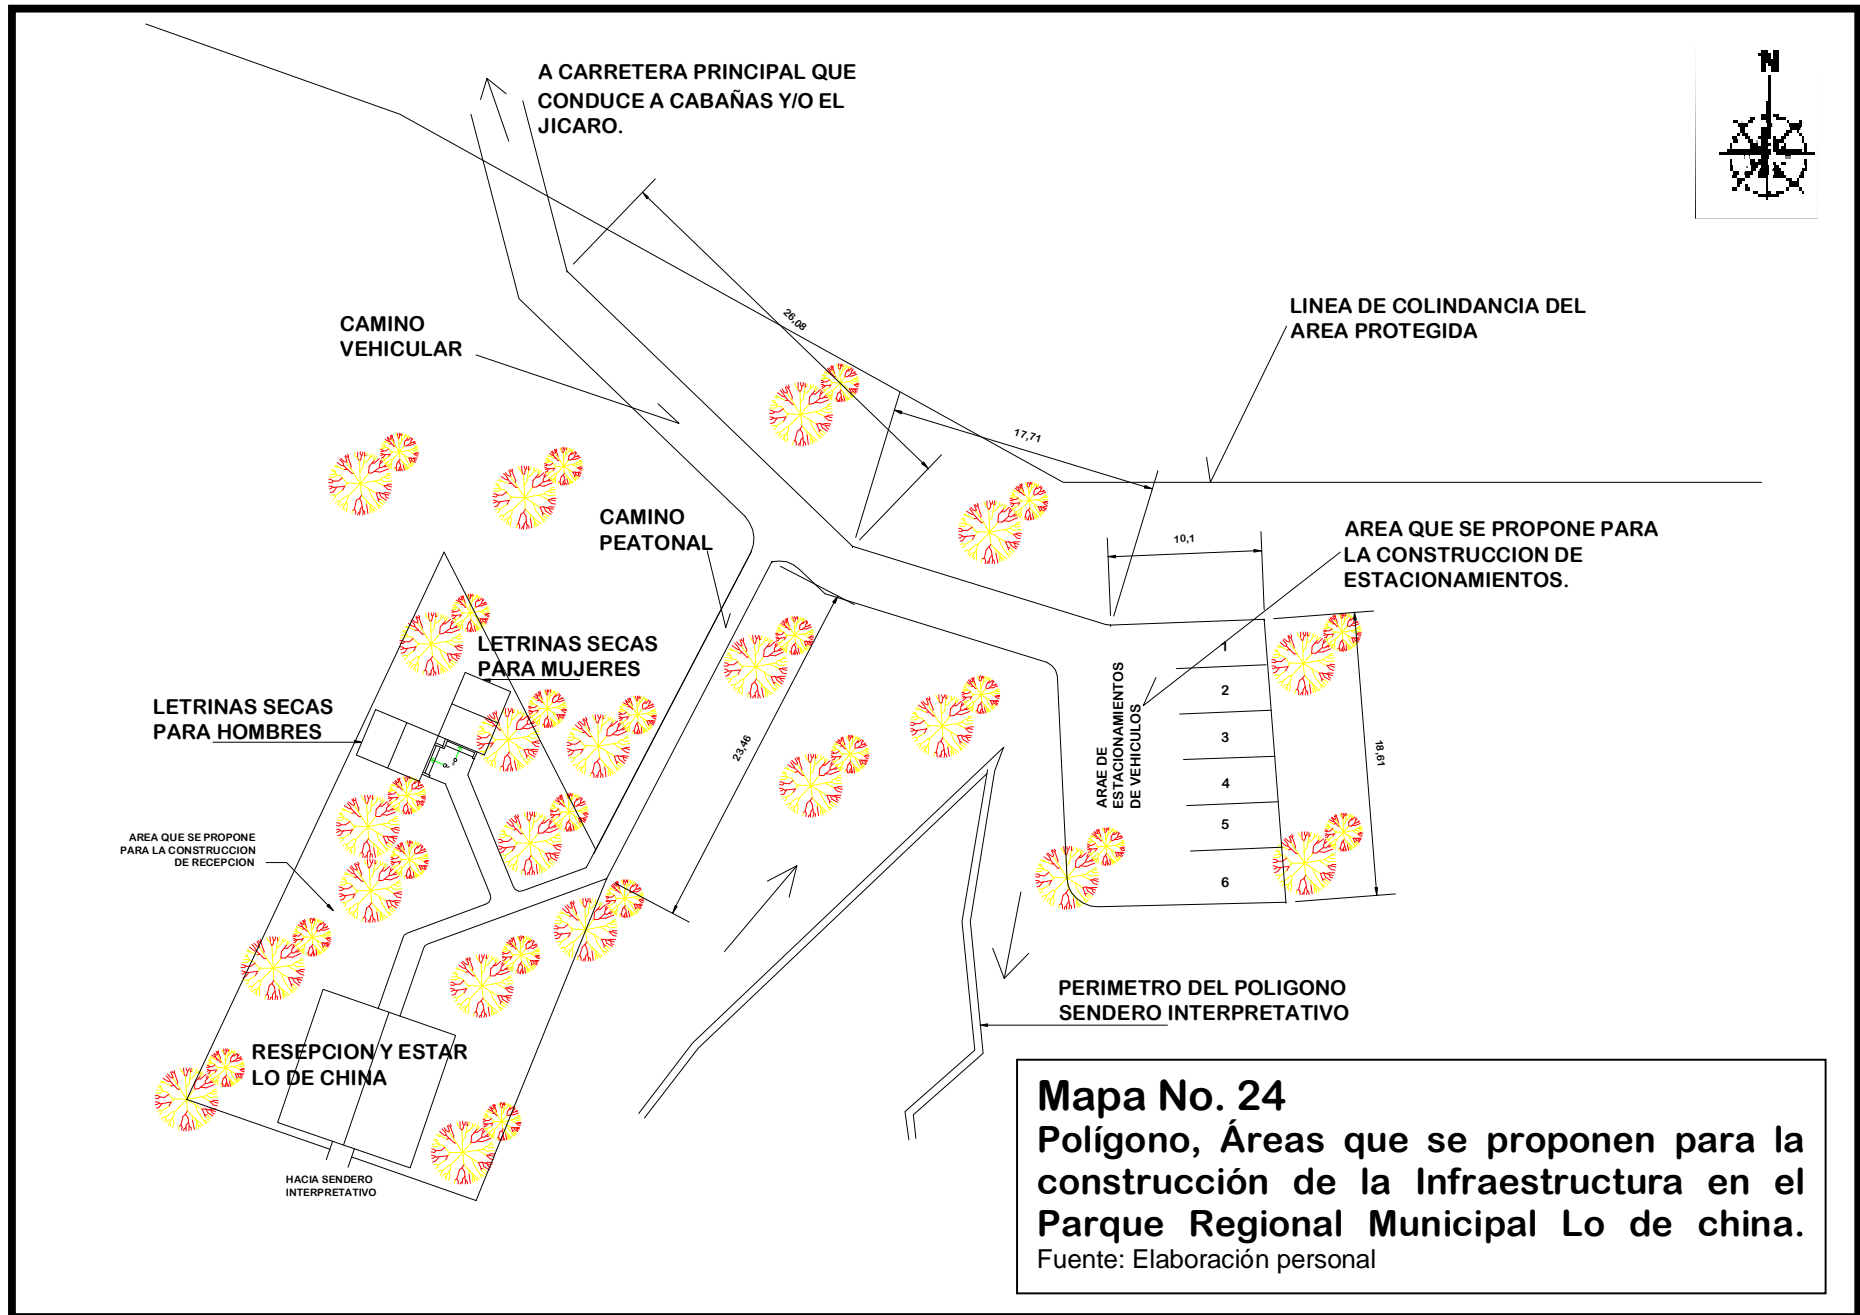 N
A CARRETERA PRINCIPAL QUE
CONDUCE A CABAÑAS Y/O EL
JICARO.
26,08
LINEA DE COLINDANCIA DEL
AREA PROTEGIDA
CAMINO
VEHICULAR
17,71
CAMINO
PEATONAL
10,1
AREA QUE SE PROPONE PARA
LA CONSTRUCCION DE
ESTACIONAMIENTOS.
LETRINAS SECAS
PARA MUJERES
LETRINAS SECAS
PARA HOMBRES
23,46
ARAE DE
ESTACIONAMIENTOS
DE VEHICULOS
1
2
3
4
5
6
18,61
AREA QUE SE PROPONE
PARA LA CONSTRUCCION
DE RECEPCION
PERIMETRO DEL POLIGONO
SENDERO INTERPRETATIVO
RESEPCION Y ESTAR
LO DE CHINA
HACIA SENDERO
INTERPRETATIVO
Mapa No. 24
Polígono, Áreas que se proponen para la
construcción de la Infraestructura en el
Parque Regional Municipal Lo de china.
Fuente: Elaboración personal